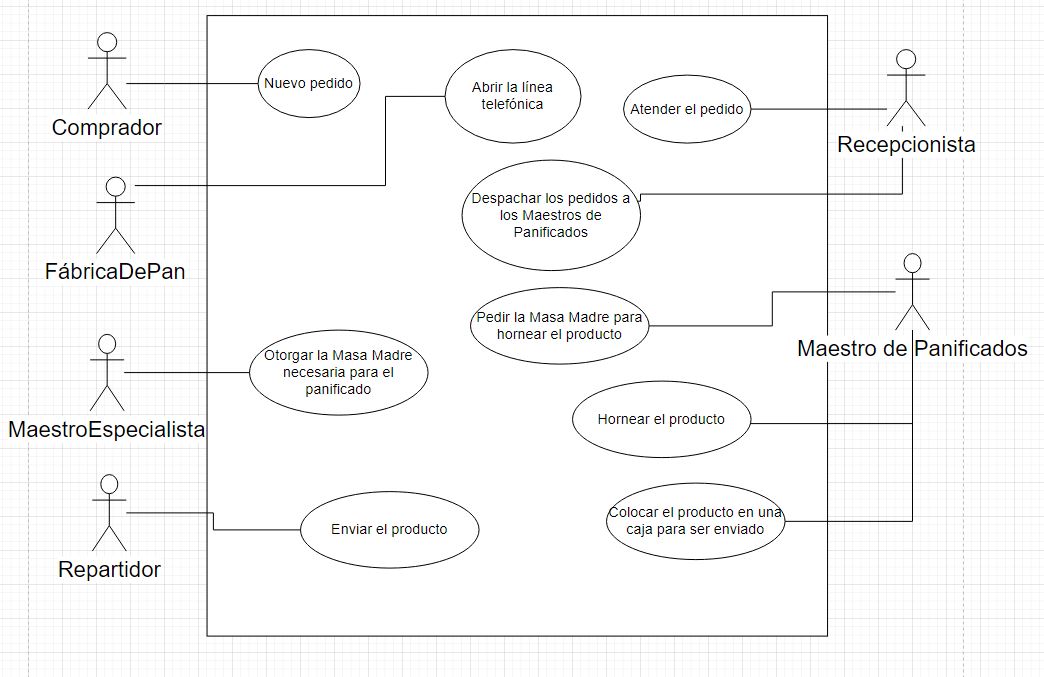 Nuevo pedido
Abrir la línea
telefónica
Atender el pedido
Comprador
Recepcionista
Despachar los pedidos a
los Maestros de
Panificados
FábricaDePan
Pedir la Masa Madre para
hornear el producto
Maestro de Panificados
Otorgar la Masa Madre
necesaria para el
panificado
Hornear el producto
MaestroEspecialista
Colocar el producto en una
caja para ser enviado
Enviar el producto
Repartidor